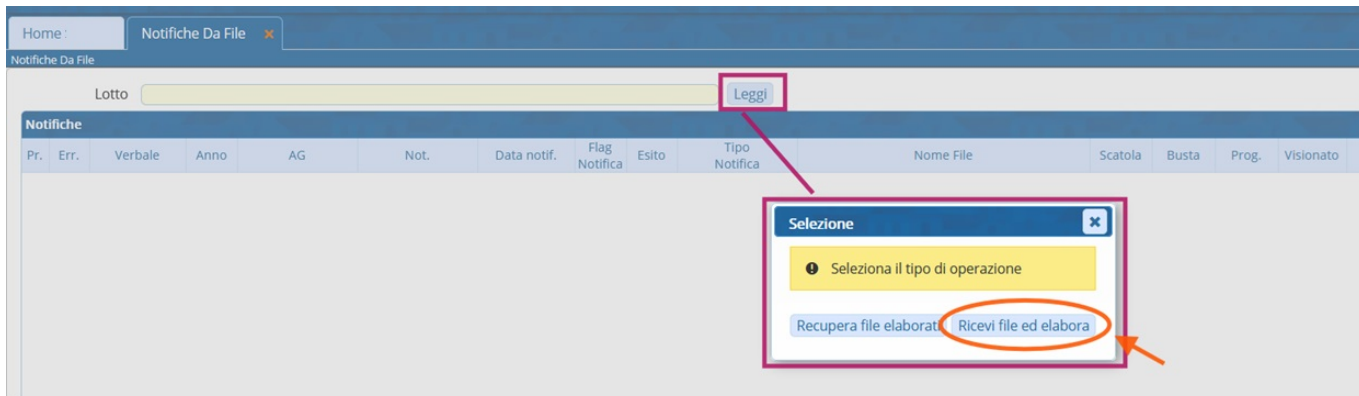 Home :
Notifiche Da File
Notifiche Da File
Lotto
Leggi
Notifiche
Pr. Err. Verbale Anno AG Not. Data notif. Flag Notifica Esito Tipo Notifica Nome File Scatola Busta Prog. Visionato
Selezione
Seleziona il tipo di operazione
Recupera file elaborati Ricevi file ed elabora